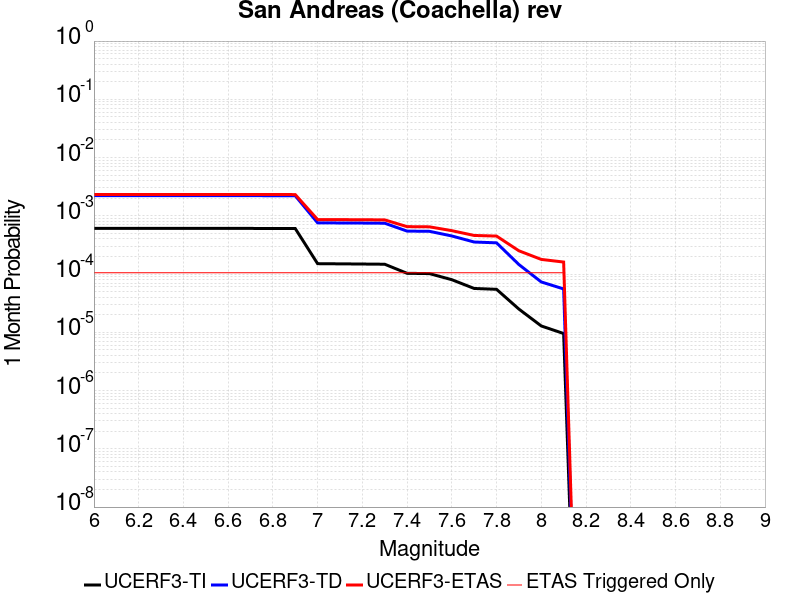 San Andreas (Coachella) rev
10^0
10^-1
10^-2
10^-3
10^-4
10^-5
10^-6
10^-7
10^-8
1 Month Probability
6 6.2 6.4 6.6 6.8 7 7.2 7.4 7.6 7.8 8 8.2 8.4 8.6 8.8 9
Magnitude
UCERF3-TI UCERF3-TD UCERF3-ETAS ETAS Triggered Only